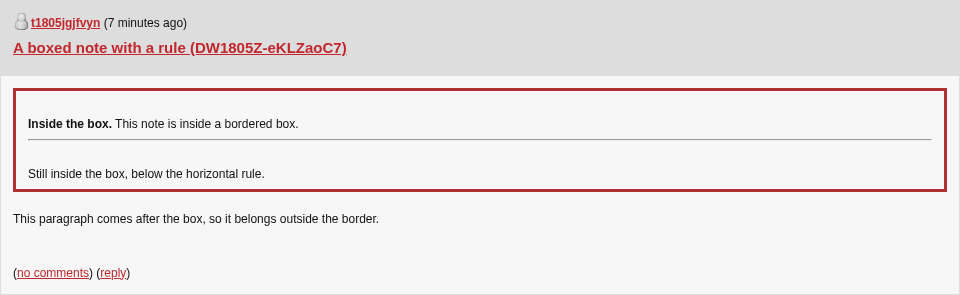 t1805jgjfvyn (7 minutes ago)
A boxed note with a rule (DW1805Z-eKLZaoC7)
Inside the box. This note is inside a bordered box.
Still inside the box, below the horizontal rule.
This paragraph comes after the box, so it belongs outside the border.
(no comments) (reply)